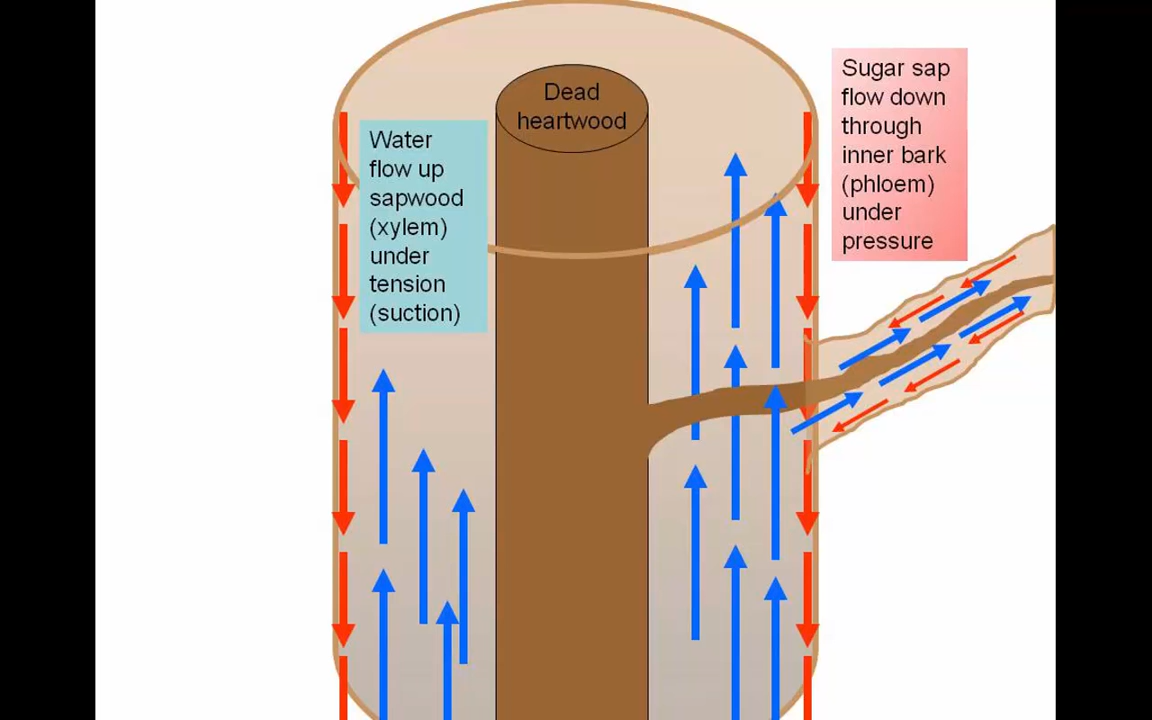 Dead
heartwood
Water
flow up
sapwood
(xylem)
under
tension
(suction)
Sugar sap
flow down
through
inner bark
(phloem)
under
pressure